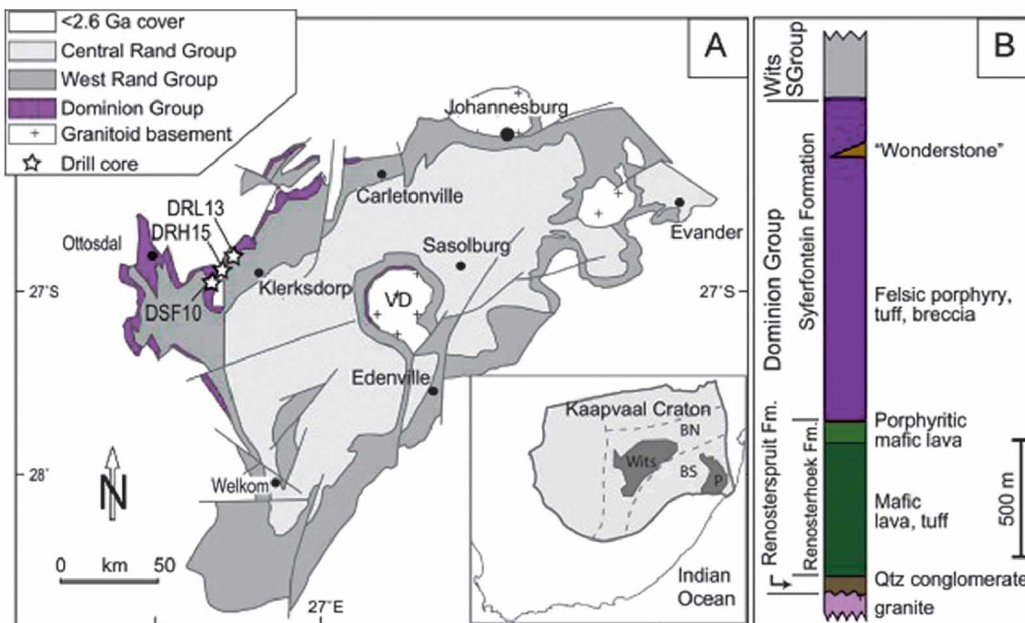 <2.6 Ga cover
Central Rand Group
West Rand Group
Dominion Group
Granitoid basement
Drill core
A
Johannesburg
Carletonville
Evander
DRL13
DRH15
Ottosdal
Sasolburg
27°S
Klerksdorp
VD
27°S
DSF10
Edenville
Kaapvaal Craton
BN
Wits
BS
P
28°
N
Welkom
0 km 50
27°E
Indian
Ocean
B
Wits
SGroup
"Wonderstone"
Dominion Group
Syferfontein Formation
Felsic porphyry,
tuff, breccia
Renosterspruit Fm.
Renosterhoek Fm.
Porphyritic
mafic lava
Mafic
lava, tuff
500 m
Qtz conglomerate
granite